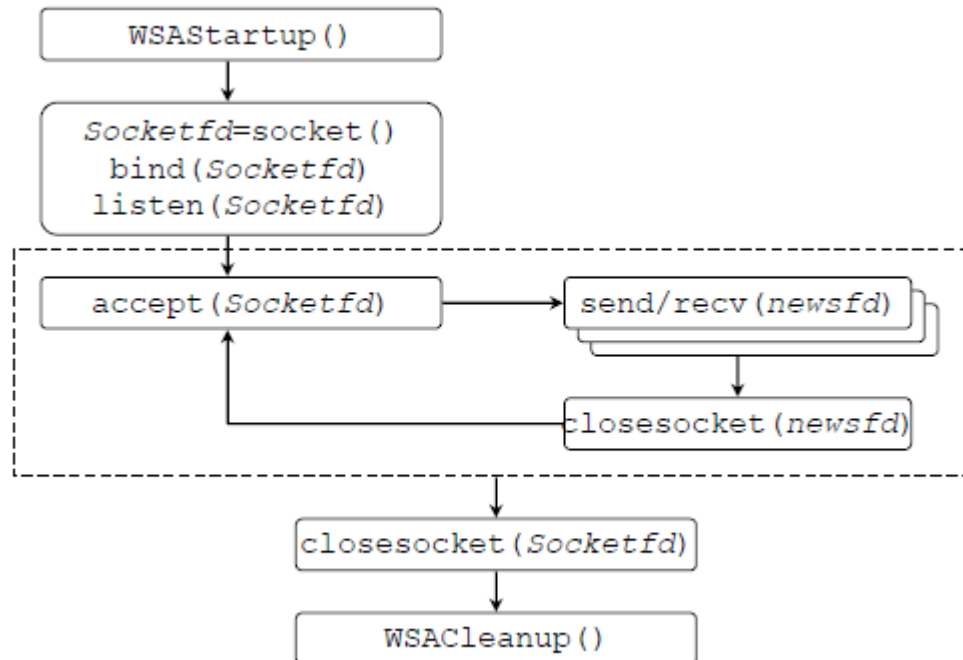 WSAStartup()
Socketfd=socket()
bind(Socketfd)
listen(Socketfd)
accept(Socketfd)
send/recv(newsfd)
closesocket(newsfd)
closesocket(Socketfd)
WSACleanup()